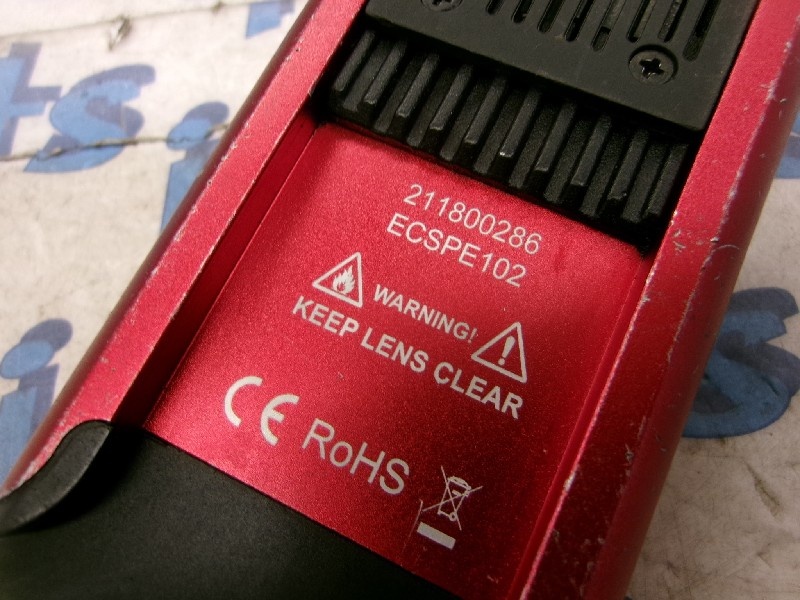 211800286
ECSPE102
WARNING!
KEEP LENS CLEAR
CE RoHS